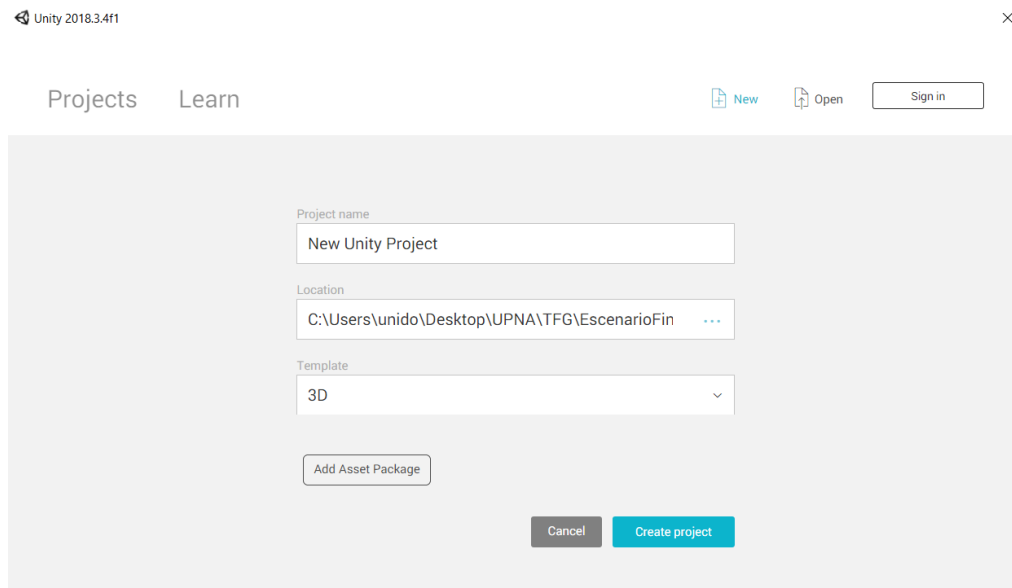 Unity 2018.3.4f1
Projects Learn New Open Sign in
Project name
New Unity Project
Location
C:\Users\unido\Desktop\UPNA\TFG\EscenarioFin
Template
3D
Add Asset Package
Cancel Create project